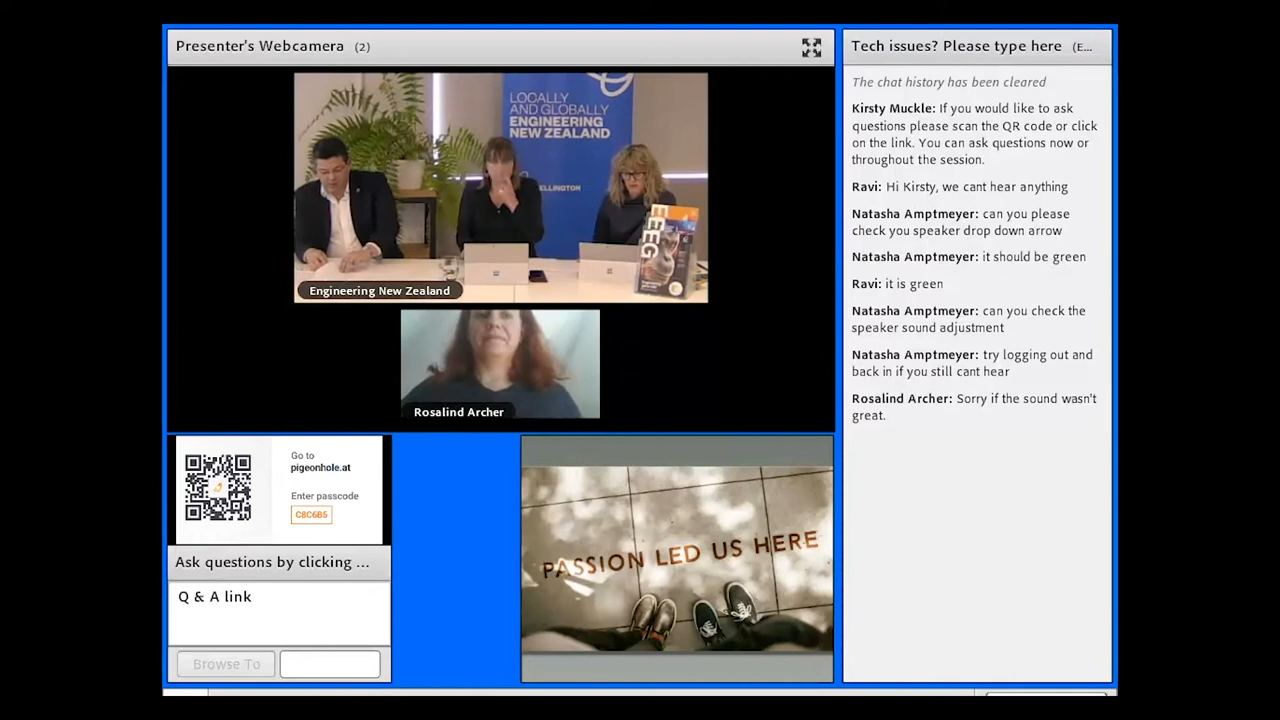 Presenter's Webcamera (2)
LOCALLY
AND GLOBALLY
ENGINEERING
NEW ZEALAND
ELLINGTON
EEEG
Engineering New Zealand
Rosalind Archer
Go to
pigeonhole.at
Enter passcode
C8C6B5
Ask questions by clicking ...
Q & A link
Browse To
PASSION LED US HERE
Tech issues? Please type here (E...
The chat history has been cleared
Kirsty Muckle: If you would like to ask
questions please scan the QR code or click
on the link. You can ask questions now or
throughout the session.
Ravi: Hi Kirsty, we cant hear anything
Natasha Amptmeyer: can you please
check you speaker drop down arrow
Natasha Amptmeyer: it should be green
Ravi: it is green
Natasha Amptmeyer: can you check the
speaker sound adjustment
Natasha Amptmeyer: try logging out and
back in if you still cant hear
Rosalind Archer: Sorry if the sound wasn't
great.